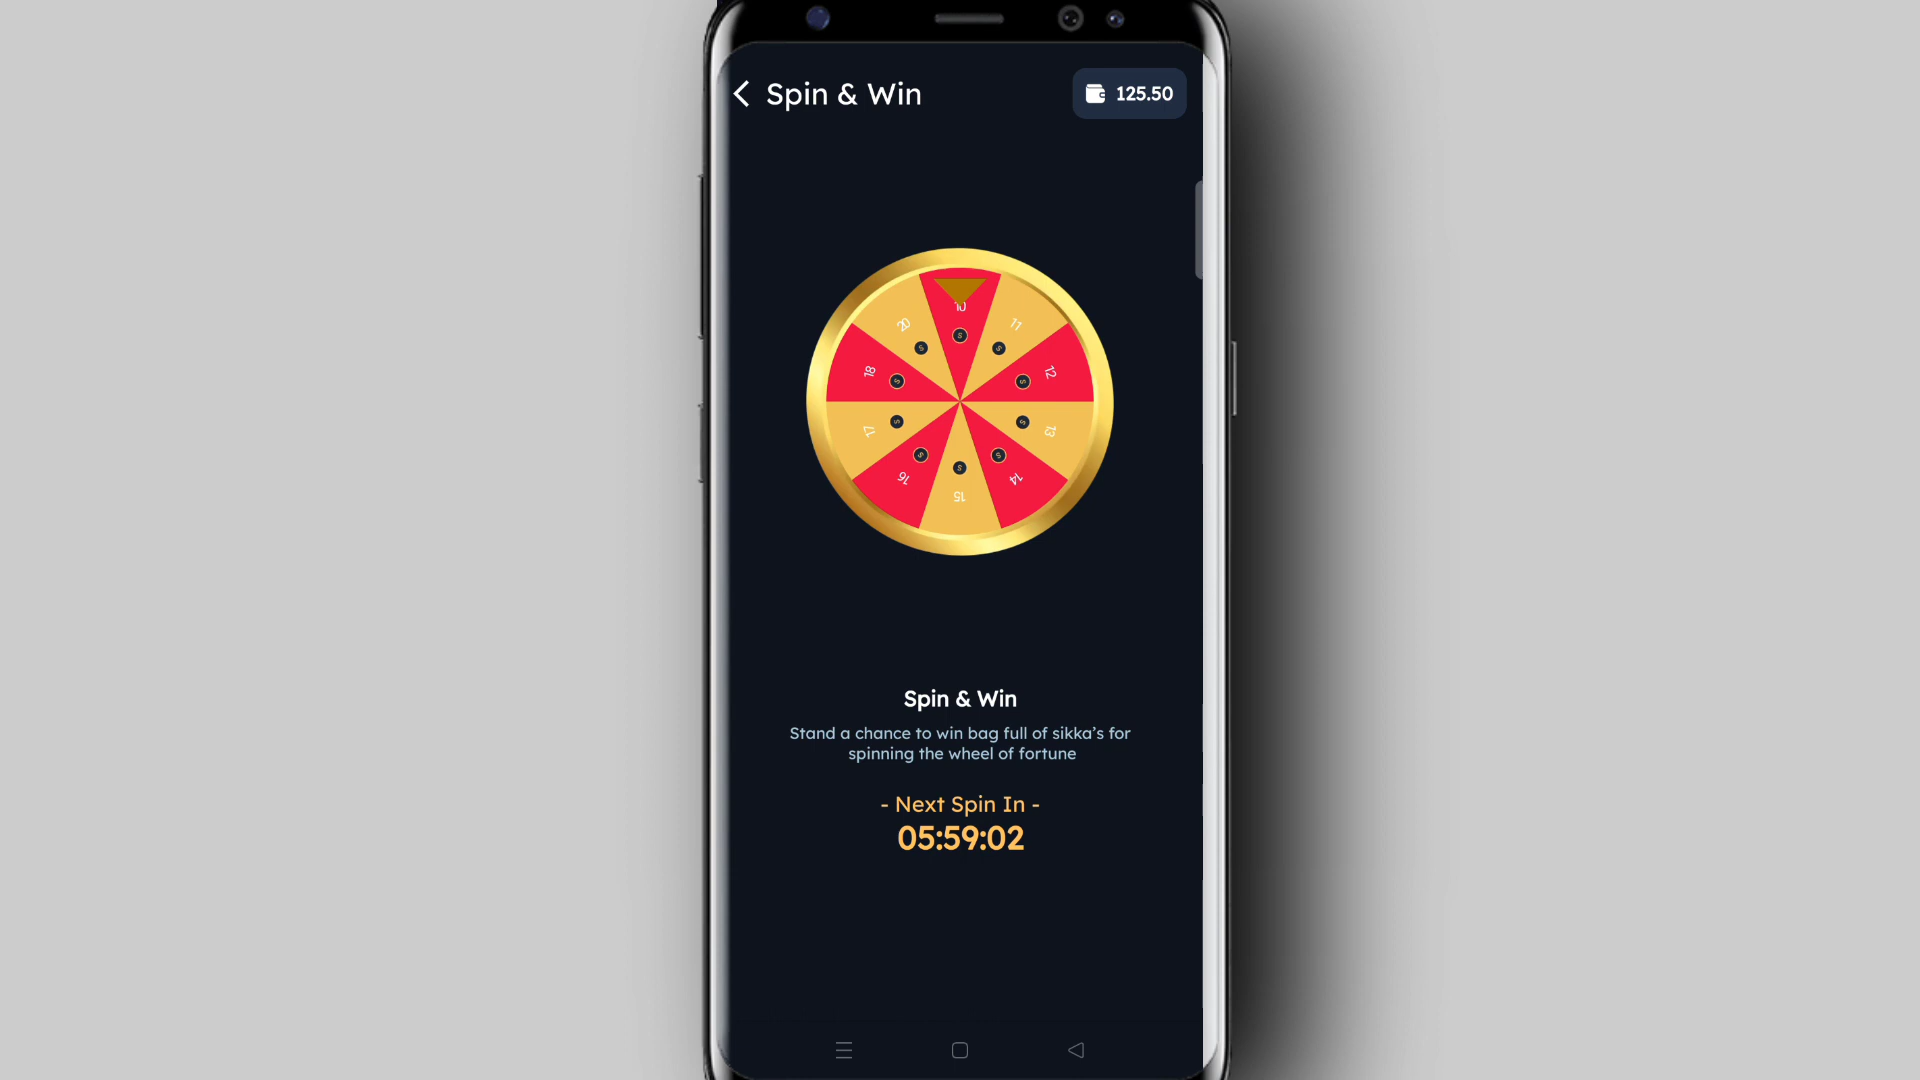 Spin & Win
125.50
10
11
12
13
14
15
16
17
18
20
Spin & Win
Stand a chance to win bag full of sikka's for
spinning the wheel of fortune
- Next Spin In -
05:59:02